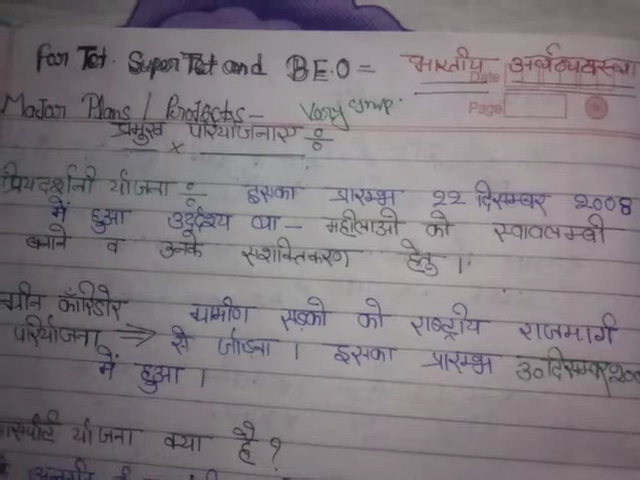 For Tet. Super Tet and B.E.O = भारतीय अर्थव्यवस्था
Date
Major Plans / Projects - Very Imp.
Page
प्रमुख परियोजनाएं ÷
×
प्रियदर्शनी योजना ÷ इसका प्रारम्भ 22 दिसम्बर 2008
में हुआ उद्देश्य था - महीलाओ को स्वावलम्बी
बनाने व उनके सशक्तिकरण हेतु ।
ग्रामीण सड़को को राष्ट्रीय राजमार्ग
कॉरिडोर
परियोजना ⇒ से जोड़ना । इसका प्रारम्भ 30 दिसम्बर
में हुआ ।
योजना क्या है ?